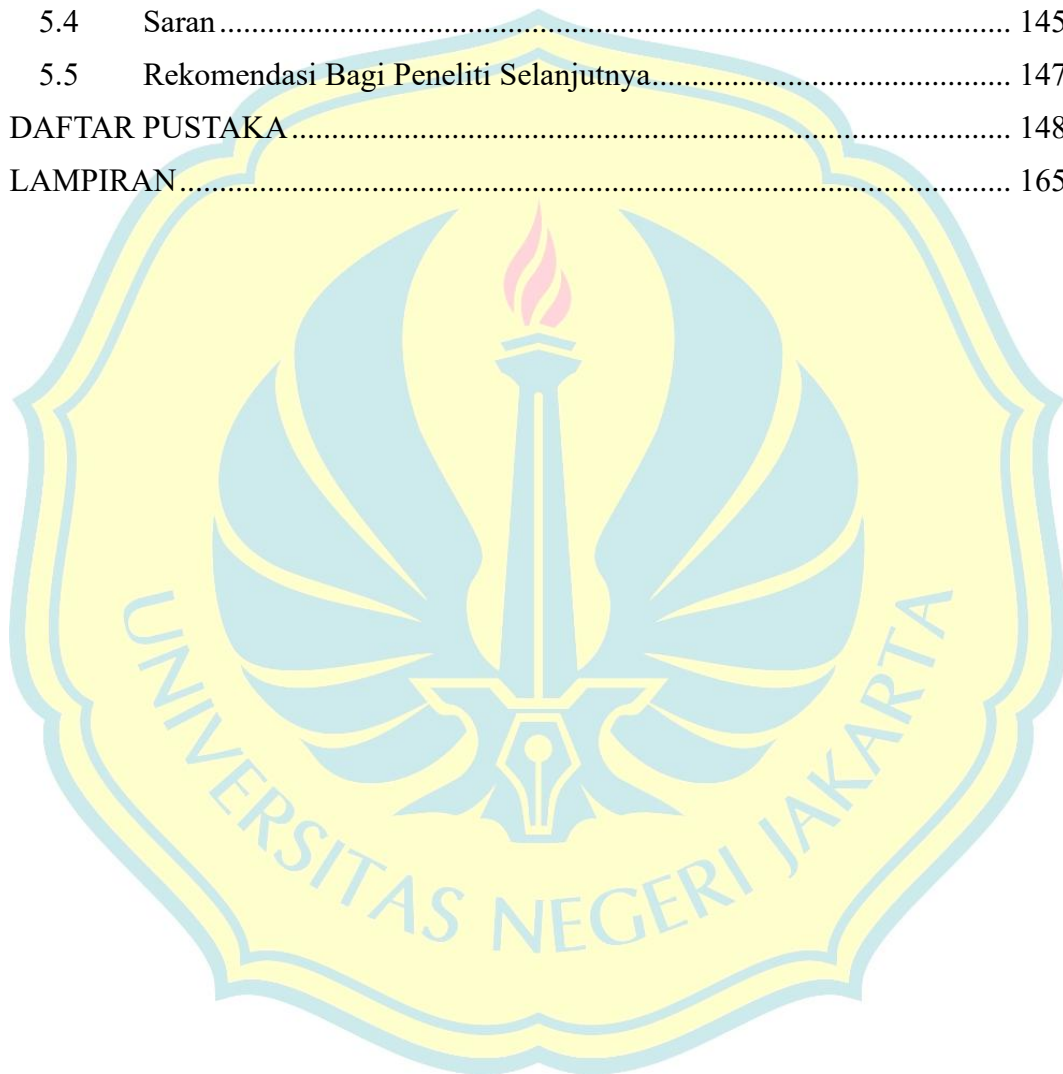 5.4 Saran ........................................................................ 145
5.5 Rekomendasi Bagi Peneliti Selanjutnya ........................................ 147
DAFTAR PUSTAKA ........................................................................ 148
LAMPIRAN ........................................................................ 165
UNIVERSITAS NEGERI JAKARTA